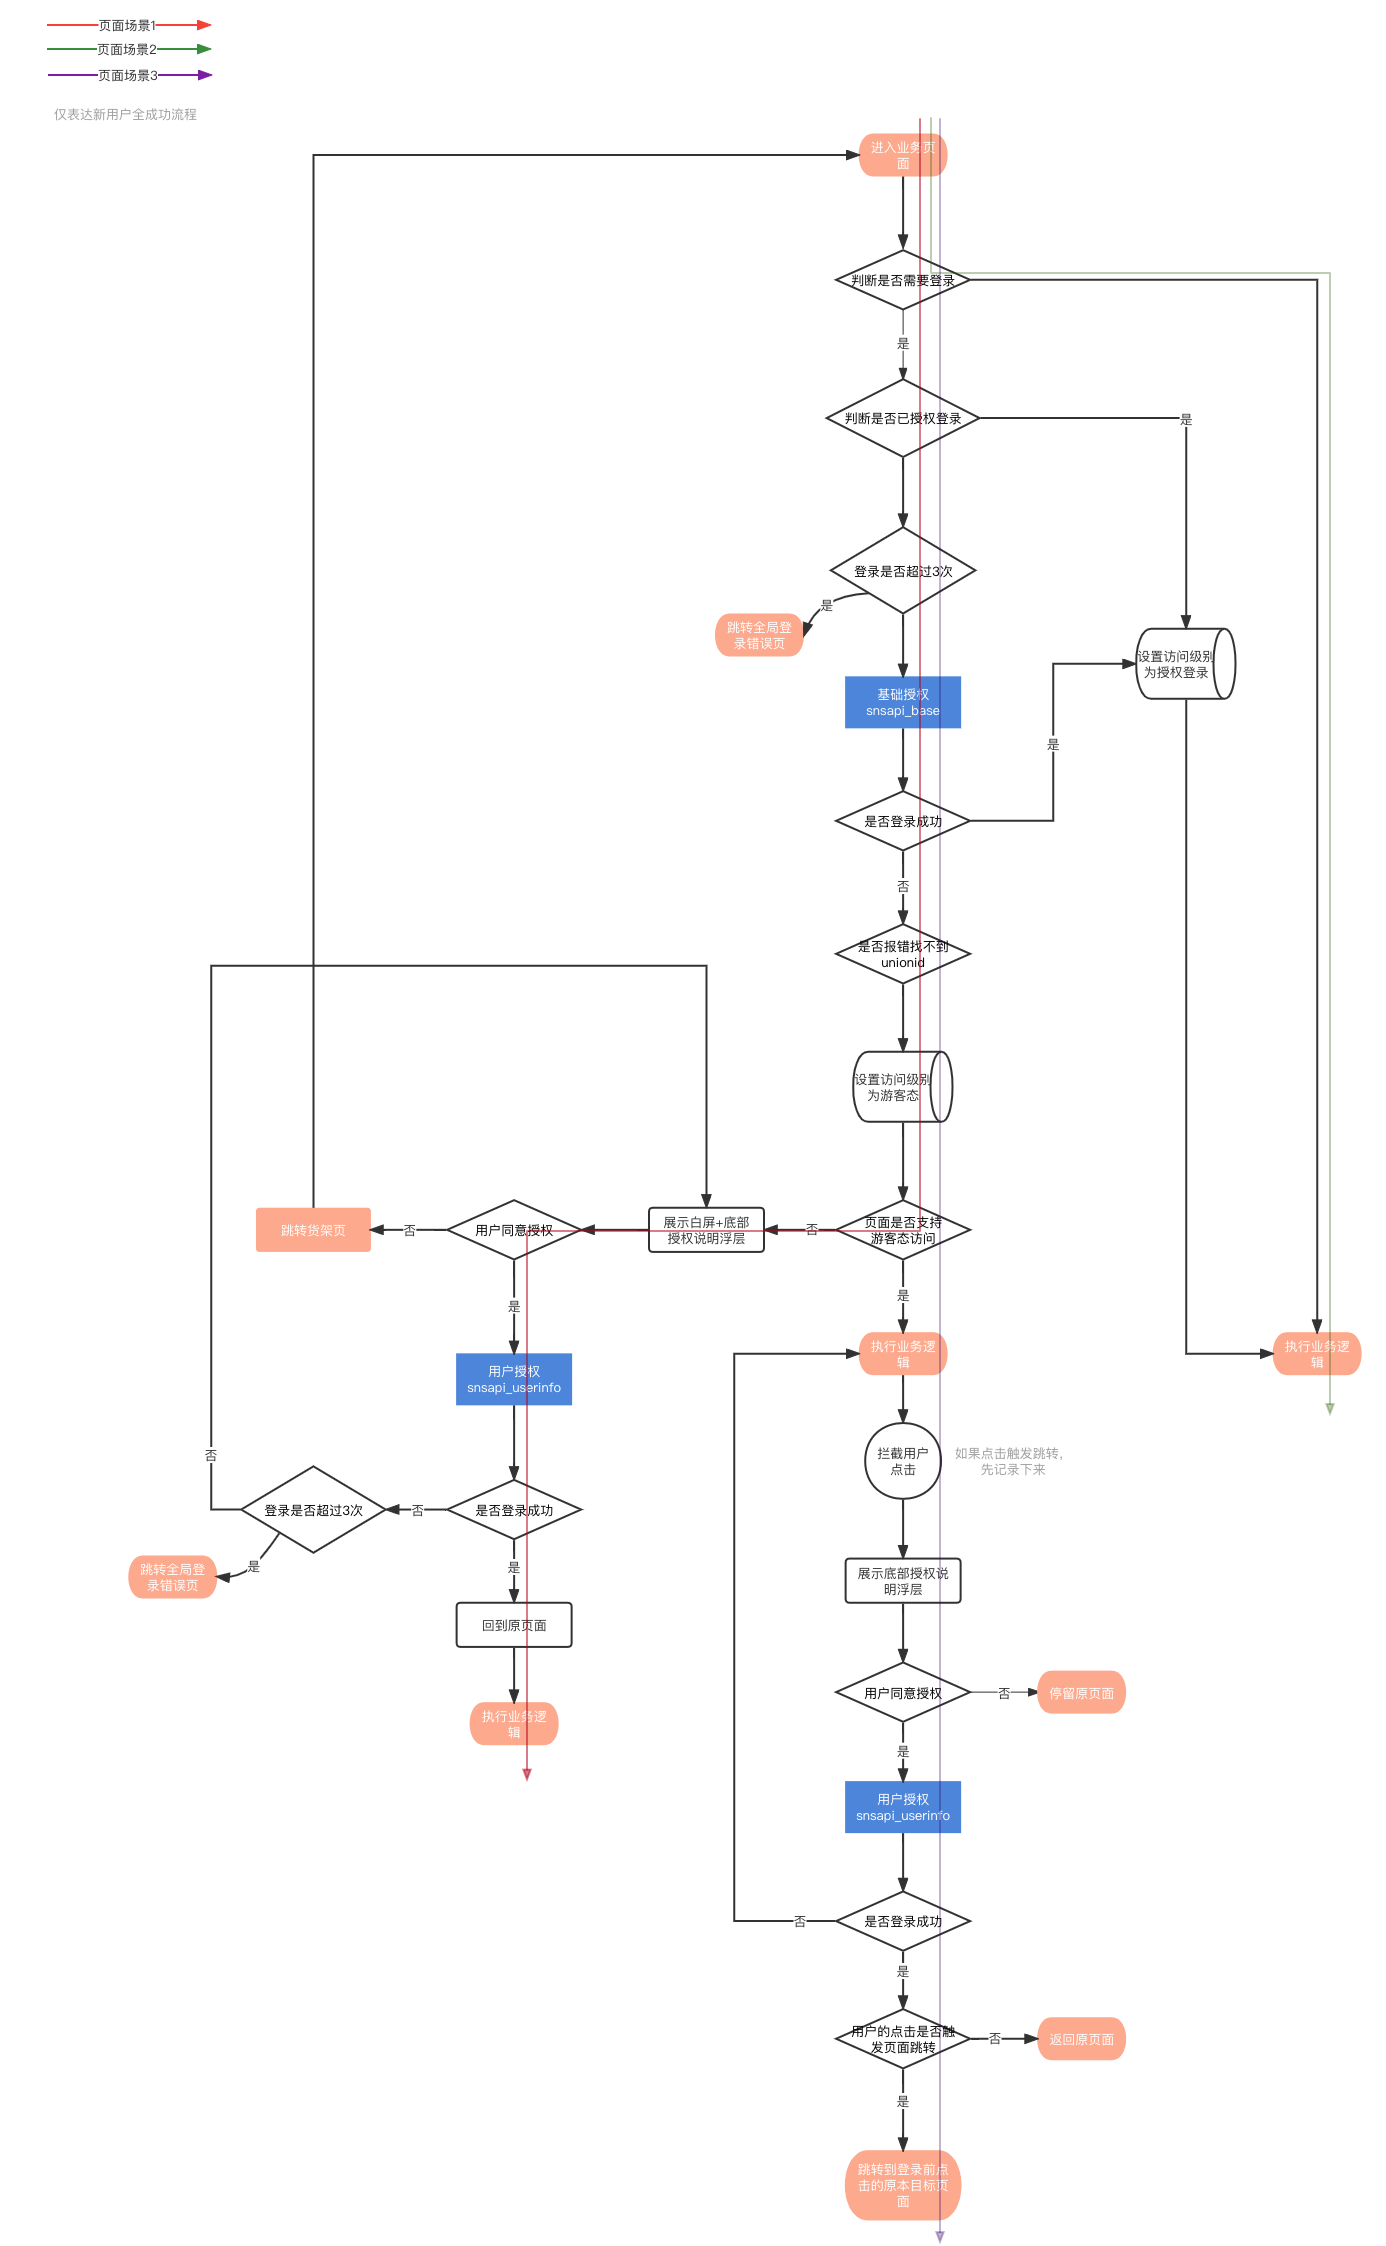 页面场景1
页面场景2
页面场景3
仅表达新用户全成功流程
进入业务页
面
判断是否需要登录
是
判断是否已授权登录
是
登录是否超过3次
是
跳转全局登
录错误页
设置访问级别
为授权登录
基础授权
snsapi_base
是
是否登录成功
否
是否报错找不到
unionid
设置访问级别
为游客态
跳转货架页
否
用户同意授权
展示白屏+底部
授权说明浮层
否
页面是否支持
游客态访问
是
是
执行业务逻
辑
执行业务逻
辑
用户授权
snsapi_userinfo
拦截用户
点击
如果点击触发跳转,
先记录下来
否
登录是否超过3次
否
是否登录成功
是
跳转全局登
录错误页
是
展示底部授权说
明浮层
回到原页面
用户同意授权
否
停留原页面
执行业务逻
辑
是
用户授权
snsapi_userinfo
否
是否登录成功
是
用户的点击是否触
发页面跳转
否
返回原页面
是
跳转到登录前点
击的原本目标页
面